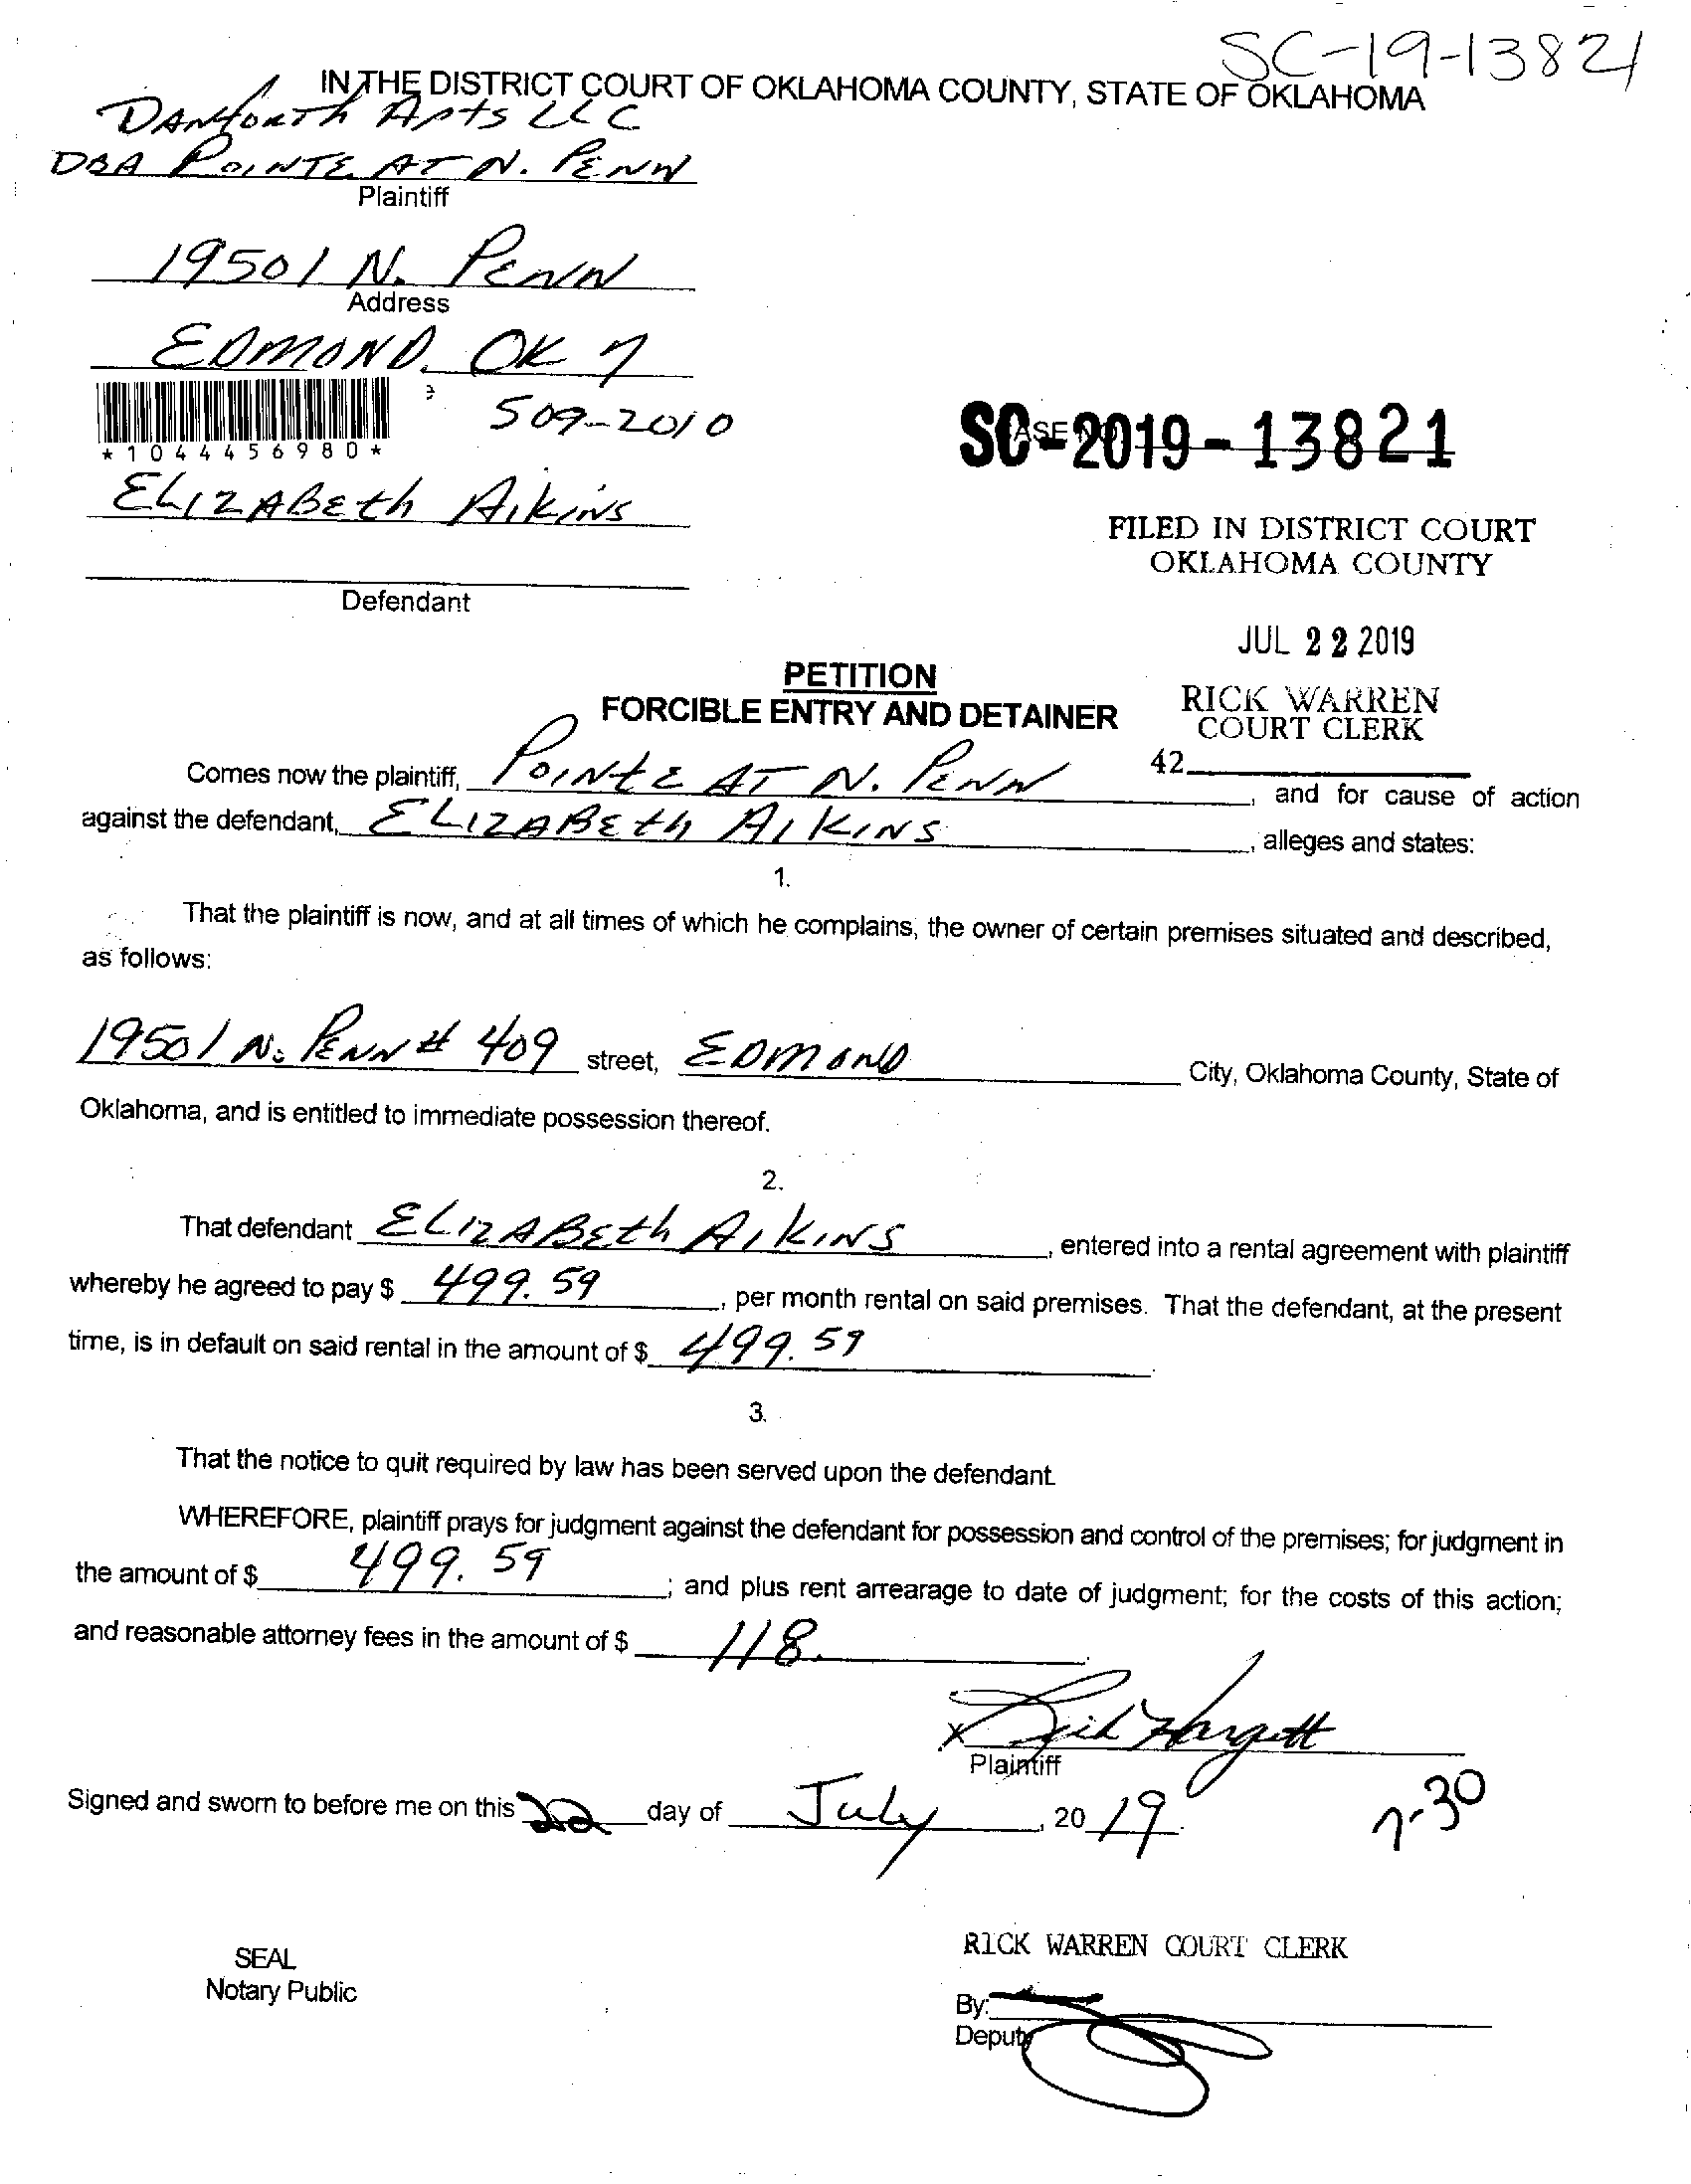 SC-19-13821
IN THE DISTRICT COURT OF OKLAHOMA COUNTY, STATE OF OKLAHOMA
DANFORTH APTS LLC
DBA POINTE AT N. PENN
Plaintiff
19501 N. PENN
Address
EDMOND, OK 7
509-2010
*1044456980*
SC-2019-13821
ELIZABETH AIKINS
FILED IN DISTRICT COURT
OKLAHOMA COUNTY
Defendant
JUL 22 2019
PETITION
FORCIBLE ENTRY AND DETAINER
RICK WARREN
COURT CLERK
42
Comes now the plaintiff, POINTE AT N. PENN, and for cause of action
against the defendant, ELIZABETH AIKINS, alleges and states:
1.
That the plaintiff is now, and at all times of which he complains, the owner of certain premises situated and described,
as follows:
19501 N. PENN # 409 street, EDMOND City, Oklahoma County, State of
Oklahoma, and is entitled to immediate possession thereof.
2.
That defendant ELIZABETH AIKINS, entered into a rental agreement with plaintiff
whereby he agreed to pay $ 499.59, per month rental on said premises. That the defendant, at the present
time, is in default on said rental in the amount of $ 499.59.
3.
That the notice to quit required by law has been served upon the defendant.
WHEREFORE, plaintiff prays for judgment against the defendant for possession and control of the premises; for judgment in
the amount of $ 499.59; and plus rent arrearage to date of judgment; for the costs of this action;
and reasonable attorney fees in the amount of $ 118.
X
Plaintiff
Signed and sworn to before me on this 22 day of July, 2019.
7-30
RICK WARREN COURT CLERK
SEAL
Notary Public
By:
Deputy